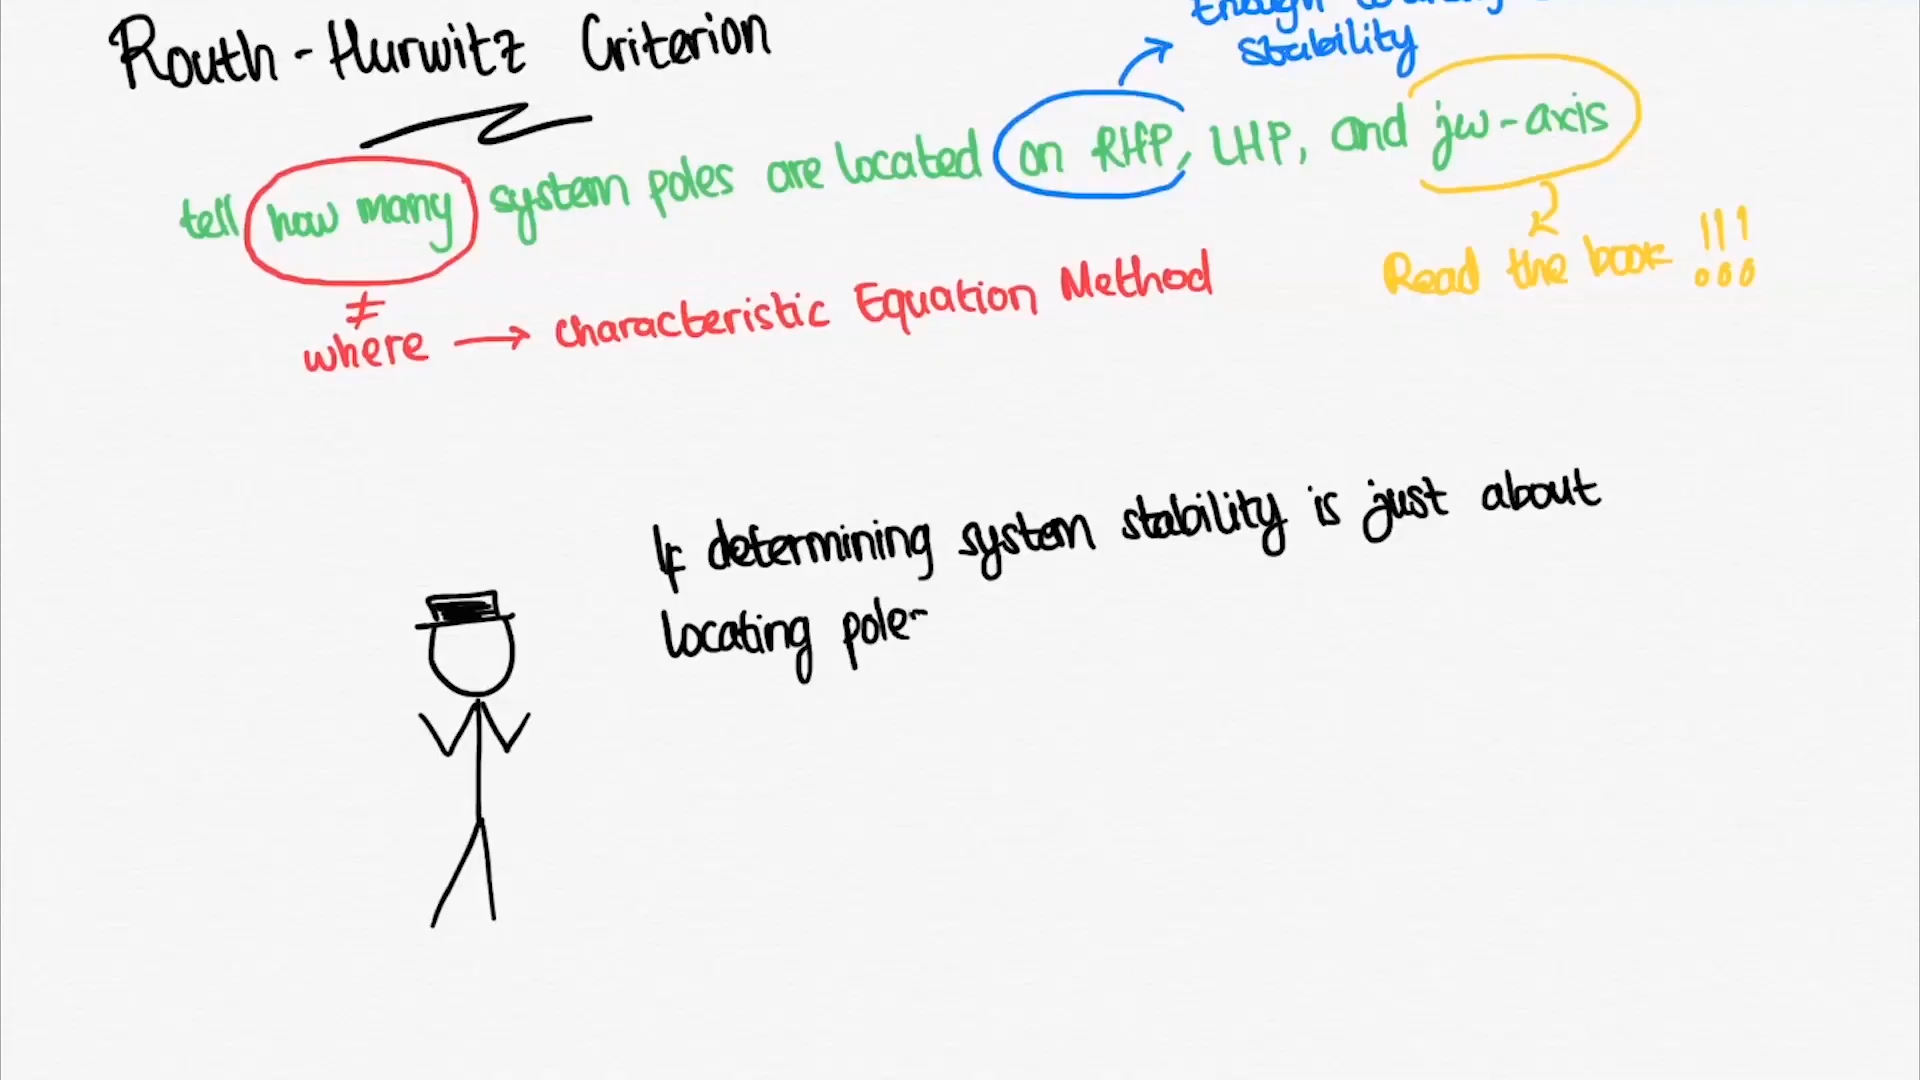 Routh-Hurwitz Criterion
Enough
stability
tell how many system poles are located on RHP, LHP, and jw-axis
≠
where → characteristic Equation Method
Read the book !!!
If determining system stability is just about
locating pole